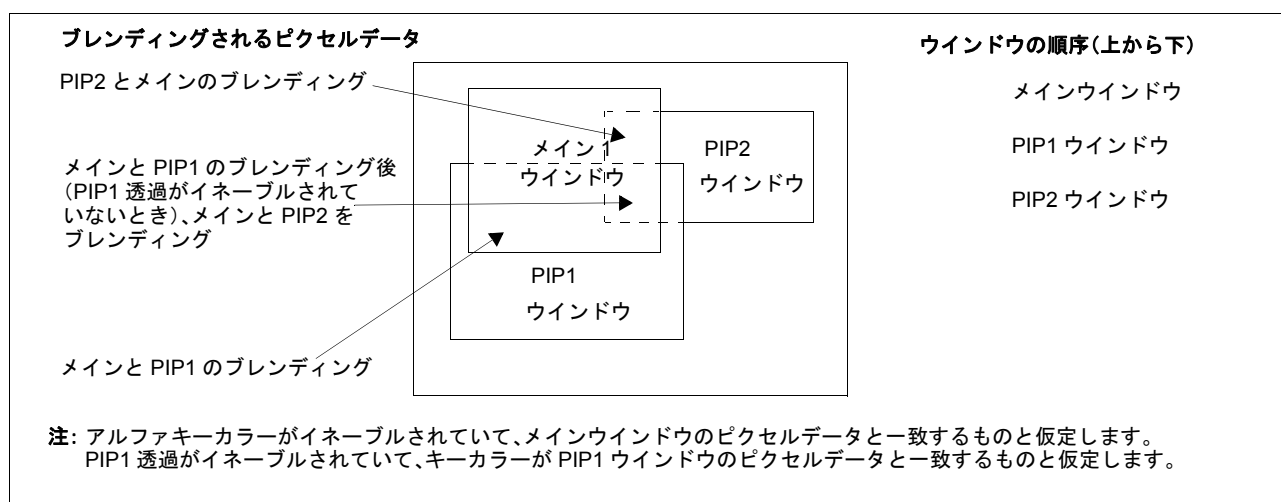 ブレンディングされるピクセルデータ
ウインドウの順序(上から下)
PIP2 とメインのブレンディング
メインウインドウ
PIP1 ウインドウ
PIP2 ウインドウ
メインと PIP1 のブレンディング後
(PIP1 透過がイネーブルされて
いないとき)、メインと PIP2 を
ブレンディング
メイン 1
ウインドウ
PIP2
ウインドウ
PIP1
ウインドウ
メインと PIP1 のブレンディング
注: アルファキーカラーがイネーブルされていて、メインウインドウのピクセルデータと一致するものと仮定します。
PIP1 透過がイネーブルされていて、キーカラーが PIP1 ウインドウのピクセルデータと一致するものと仮定します。